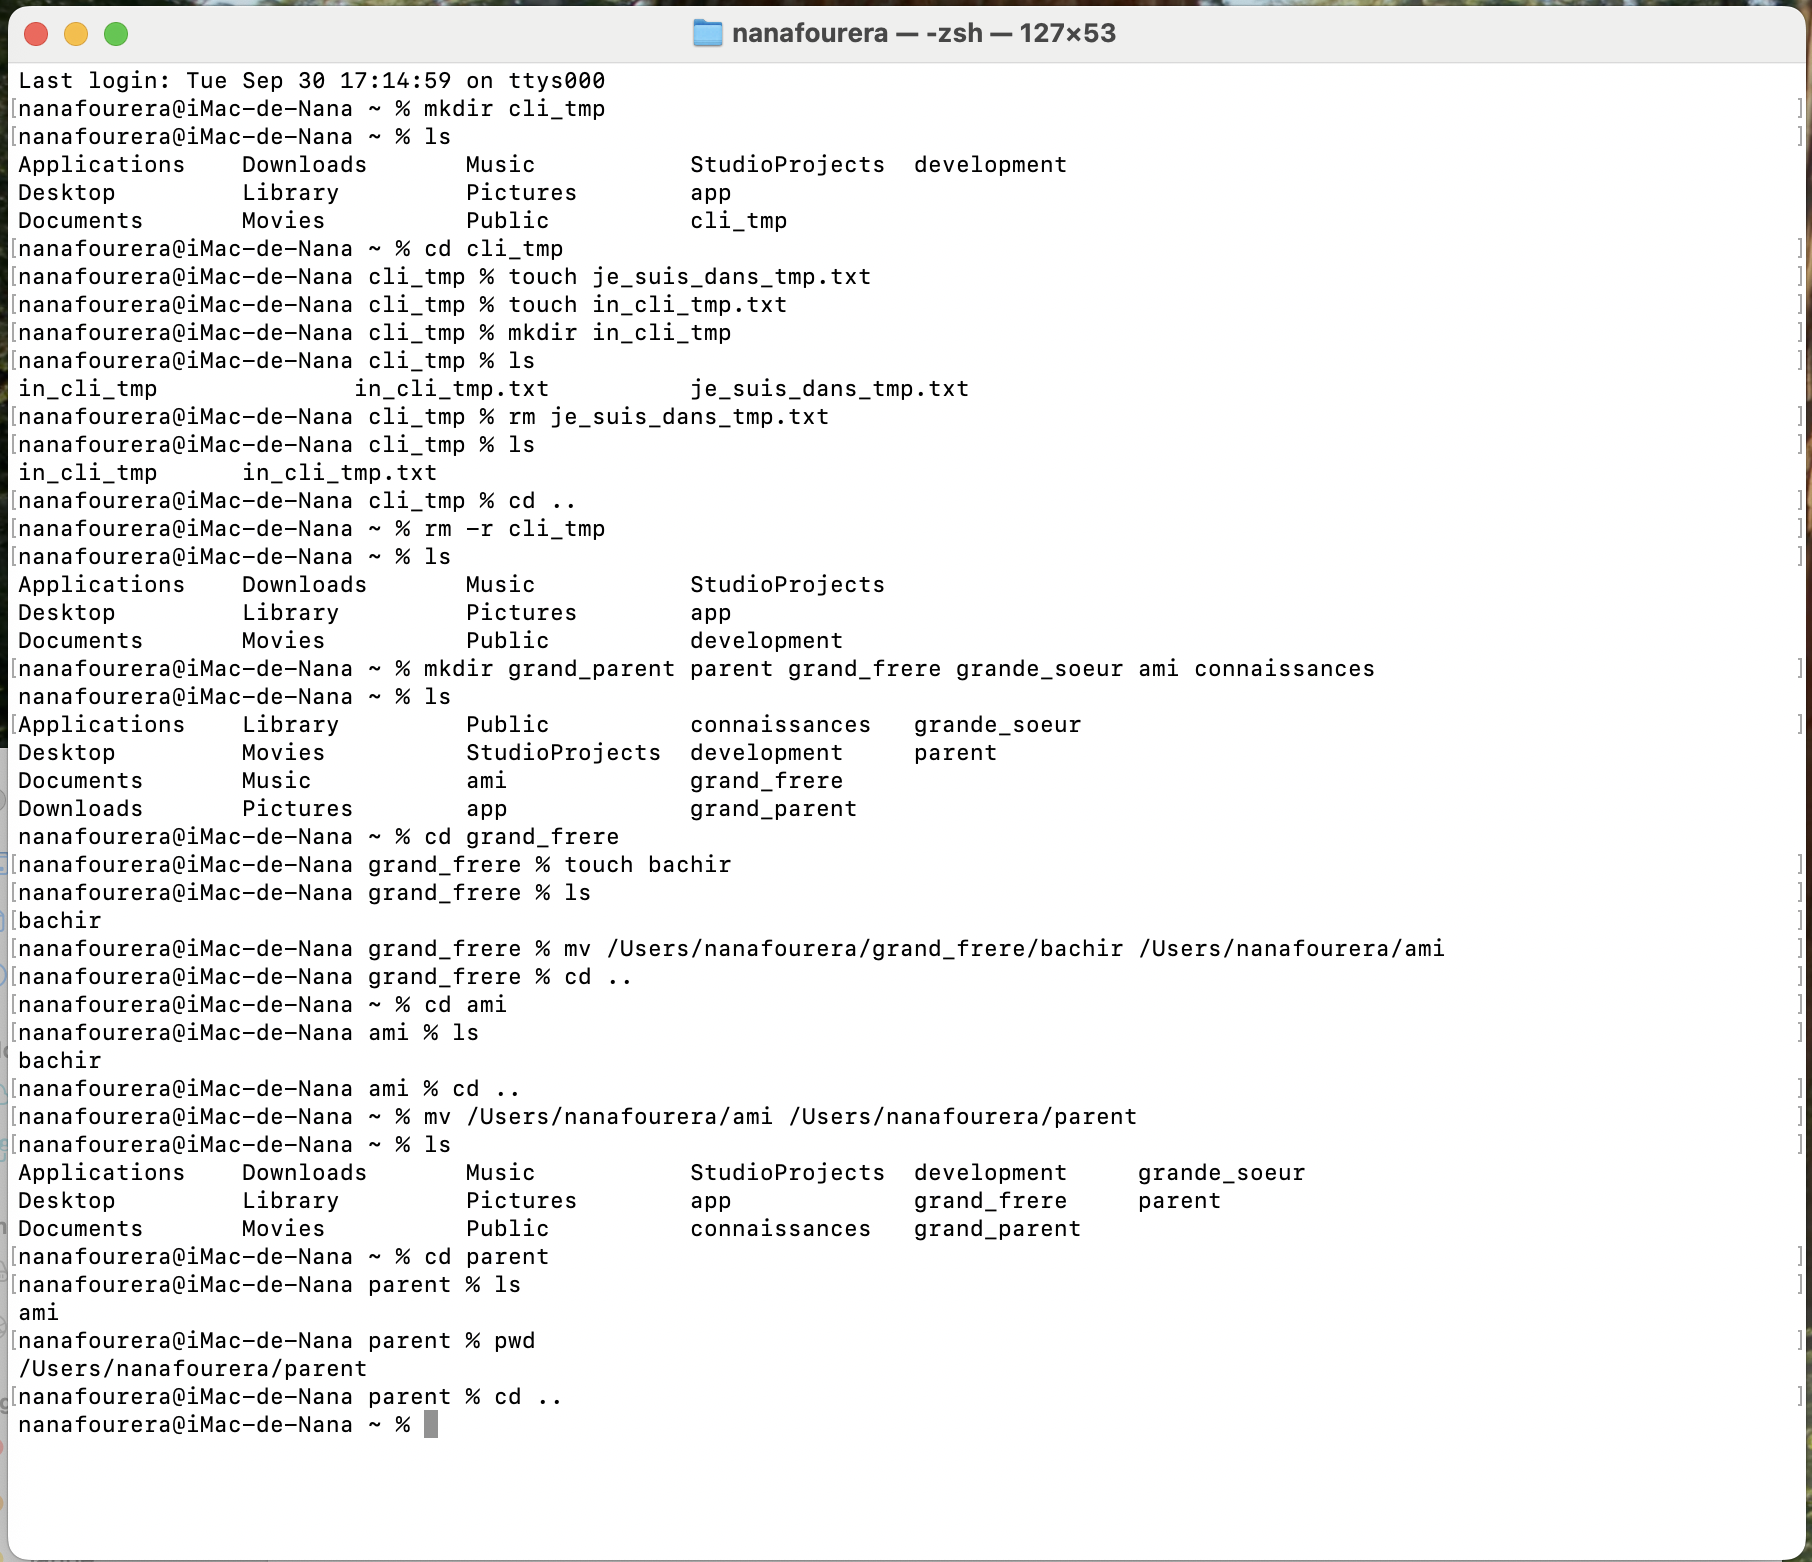 nanafourera — -zsh — 127×53
Last login: Tue Sep 30 17:14:59 on ttys000
[nanafourera@iMac-de-Nana ~ % mkdir cli_tmp ]
[nanafourera@iMac-de-Nana ~ % ls ]
Applications Downloads Music StudioProjects development
Desktop Library Pictures app
Documents Movies Public cli_tmp
[nanafourera@iMac-de-Nana ~ % cd cli_tmp ]
[nanafourera@iMac-de-Nana cli_tmp % touch je_suis_dans_tmp.txt ]
[nanafourera@iMac-de-Nana cli_tmp % touch in_cli_tmp.txt ]
[nanafourera@iMac-de-Nana cli_tmp % mkdir in_cli_tmp ]
[nanafourera@iMac-de-Nana cli_tmp % ls ]
in_cli_tmp in_cli_tmp.txt je_suis_dans_tmp.txt
[nanafourera@iMac-de-Nana cli_tmp % rm je_suis_dans_tmp.txt ]
[nanafourera@iMac-de-Nana cli_tmp % ls ]
in_cli_tmp in_cli_tmp.txt
[nanafourera@iMac-de-Nana cli_tmp % cd .. ]
[nanafourera@iMac-de-Nana ~ % rm -r cli_tmp ]
[nanafourera@iMac-de-Nana ~ % ls ]
Applications Downloads Music StudioProjects
Desktop Library Pictures app
Documents Movies Public development
[nanafourera@iMac-de-Nana ~ % mkdir grand_parent parent grand_frere grande_soeur ami connaissances ]
nanafourera@iMac-de-Nana ~ % ls
[Applications Library Public connaissances grande_soeur ]
Desktop Movies StudioProjects development parent
Documents Music ami grand_frere
Downloads Pictures app grand_parent
nanafourera@iMac-de-Nana ~ % cd grand_frere
[nanafourera@iMac-de-Nana grand_frere % touch bachir ]
[nanafourera@iMac-de-Nana grand_frere % ls ]
[bachir ]
[nanafourera@iMac-de-Nana grand_frere % mv /Users/nanafourera/grand_frere/bachir /Users/nanafourera/ami ]
[nanafourera@iMac-de-Nana grand_frere % cd .. ]
[nanafourera@iMac-de-Nana ~ % cd ami ]
[nanafourera@iMac-de-Nana ami % ls ]
bachir
[nanafourera@iMac-de-Nana ami % cd .. ]
[nanafourera@iMac-de-Nana ~ % mv /Users/nanafourera/ami /Users/nanafourera/parent ]
[nanafourera@iMac-de-Nana ~ % ls ]
Applications Downloads Music StudioProjects development grande_soeur
Desktop Library Pictures app grand_frere parent
Documents Movies Public connaissances grand_parent
[nanafourera@iMac-de-Nana ~ % cd parent ]
[nanafourera@iMac-de-Nana parent % ls ]
ami
[nanafourera@iMac-de-Nana parent % pwd ]
/Users/nanafourera/parent
[nanafourera@iMac-de-Nana parent % cd .. ]
nanafourera@iMac-de-Nana ~ %